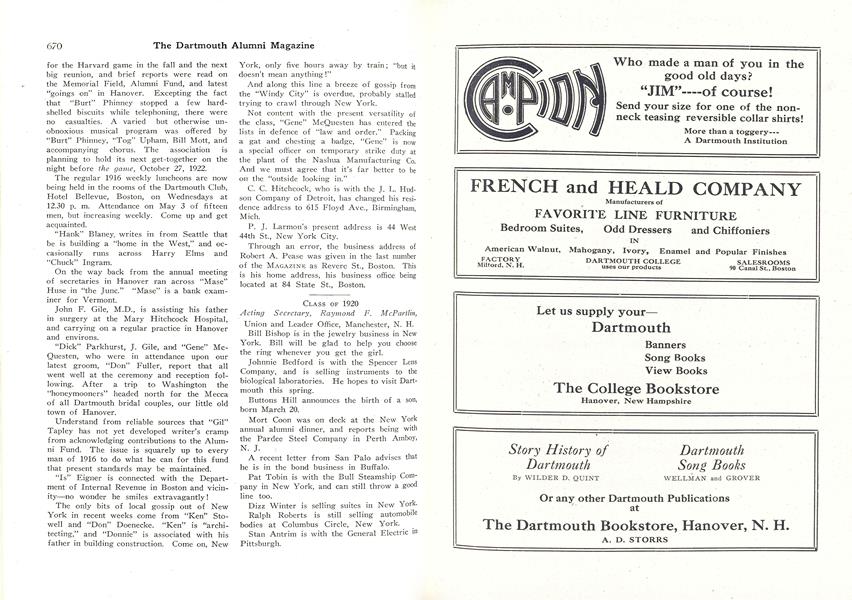 670 The Dartmouth Alumni Magazine
for the Harvard game in the fall and the next
big reunion, and brief reports were read on
the Memorial Field, Alumni Fund, and latest
"goings on" in Hanover. Excepting the fact
that "Burt" Phinney stopped a few hard-
shelled biscuits while telephoning, there were
no casualties. A varied but otherwise un-
obnoxious musical program was offered by
"Burt" Phinney, "Tog" Upham, Bill Mott, and
accompanying chorus. The association is
planning to hold its next get-together on the
night before the game, October 27, 1922.
The regular 1916 weekly luncheons are now
being held in the rooms of the Dartmouth Club,
Hotel Bellevue, Boston, on Wednesdays at
12.30 p. m. Attendance on May 3 of fifteen
men, but increasing weekly. Come up and get
acquainted.
"Hank" Blaney, writes in from Seattle that
he is building a "home in the West," and oc-
casionally runs across Harry Elms and
"Chuck" Ingram.
On the way back from the annual meeting
of secretaries in Hanover ran across "Mase"
Huse in "the Junc." "Mase" is a bank exam-
iner for Vermont.
John F. Gile, M.D., is assisting his father
in surgery at the Mary Hitchcock Hospital,
and carrying on a regular practice in Hanover
and environs.
"Dick" Parkhurst, J. Gile, and "Gene" Mc-
Questen, who were in attendance upon our
latest groom, "Don" Fuller, report that all
went well at the ceremony and reception fol-
lowing. After a trip to Washington the
"honeymooners" headed north for the Mecca
of all Dartmouth bridal couples, our little old
town of Hanover.
Understand from reliable sources that "Gil"
Tapley has not yet developed writer's cramp
from acknowledging contributions to the Alum-
ni Fund. The issue is squarely up to every
man of 1916 to do what he can for this fund
that present standards may be maintained.
"Is" Eigner is connected with the Depart-
ment of Internal Revenue in Boston and vicin-
ity—no wonder he smiles extravagantly!
The only bits of local gossip out of New
York in recent weeks come from "Ken" Sto-
well and "Don" Doenecke. "Ken" is "archi-
tecting," and "Donnie" is associated with his
father in building construction. Come on, New
York, only five hours away by train; "but it
doesn't mean anything!"
And along this line a breeze of gossip from
the "Windy City" is overdue, probably stalled
trying to crawl through New York.
Not content with the present versatility of
the class, "Gene" McQuesten has entered the
lists in defence of "law and order." Packing
a gat and chesting a badge, "Gene" is now
a special officer on temporary strike duty at
the plant of the Nashua Manufacturing Co.
And we must agree that it's far better to be
on the "outside looking in."
C. C. Hitchcock, who is with the J. L. Hud-
son Company of Detroit, has changed his resi-
dence address to 615 Floyd Ave., Birmingham,
Mich.
P. J. Larmon's present address is 44 West
44th St., New York City.
Through an error, the business address of
Robert A. Pease was given in the last number
of the MAGAZINE as Revere St., Boston. This
is his home address, his business office being
located at 84 State St., Boston.
CLASS OF 1920
Acting Secretary, Raymond F. McPartlin,
Union and Leader Office, Manchester, N. H.
Bill Bishop is in the jewelry business in New
York. Bill will be glad to help you choose
the ring whenever you get the girl.
Johnnie Bedford is with the Spencer Lens
Company, and is selling instruments to the
biological laboratories. He hopes to visit Dart-
mouth this spring.
Buttons Hill announces the birth of a son,
born March 20.
Mort Coon was on deck at the New York
annual alumni dinner, and reports being with
the Pardee Steel Company in Perth Amboy,
N. J.
A recent letter from San Palo advises that
he is in the bond business in Buffalo.
Pat Tobin is with the Bull Steamship Com-
pany in New York, and can still throw a good
line too.
Dizz Winter is selling suits in New York.
Ralph Roberts is still selling automobile
bodies at Columbus Circle, New York.
Stan Antrim is with the General Electric in
Pittsburgh.
CAMPION
Who made a man of you in the
good old days?
"JIM"----of course!
Send your size for one of the non-
neck teasing reversible collar shirts!
More than a toggery---
A Dartmouth Institution
FRENCH and HEALD COMPANY
Manufacturers of
FAVORITE LINE FURNITURE
Bedroom Suites, Odd Dressers and Chiffoniers
IN
American Walnut, Mahogany, Ivory, Enamel and Popular Finishes
FACTORY DARTMOUTH COLLEGE SALESROOMS
Milford, N. H. uses our products 90 Canal St., Boston
Let us supply your—
Dartmouth
Banners
Song Books
View Books
The College Bookstore
Hanover, New Hampshire
Story History of
Dartmouth
By WILDER D. QUINT
Dartmouth
Song Books
WELLMAN and GROVER
Or any other Dartmouth Publications
at
The Dartmouth Bookstore, Hanover, N. H.
A. D. STORRS